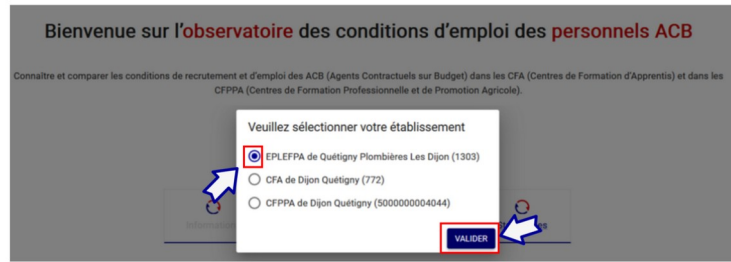 Bienvenue sur l'observatoire des conditions d'emploi des personnels ACB
Connaître et comparer les conditions de recrutement et d'emploi des ACB (Agents Contractuels sur Budget) dans les CFA (Centres de Formation d'Apprentis) et dans les
CFPPA (Centres de Formation Professionnelle et de Promotion Agricole).
Veuillez sélectionner votre établissement
EPLEFPA de Quétigny Plombières Les Dijon (1303)
CFA de Dijon Quétigny (772)
CFPPA de Dijon Quétigny (5000000004044)
VALIDER